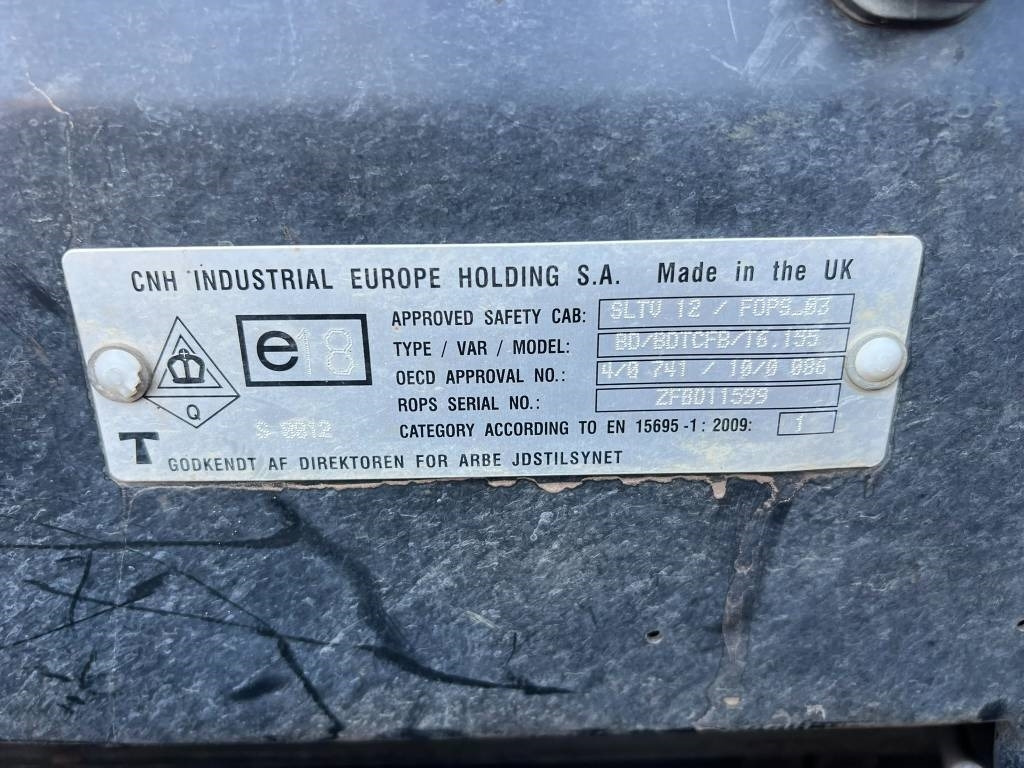 CNH INDUSTRIAL EUROPE HOLDING S.A. Made in the UK
APPROVED SAFETY CAB: SLTV 12 / FOPS_03
e18
TYPE / VAR / MODEL: BD/BDTCFB/T6.155
OECD APPROVAL NO.: 4/0 741 / 10/0 086
ROPS SERIAL NO.: ZFBD11599
Q
S-0012
CATEGORY ACCORDING TO EN 15695-1: 2009: 1
T
GODKENDT AF DIREKTOREN FOR ARBE JDSTILSYNET